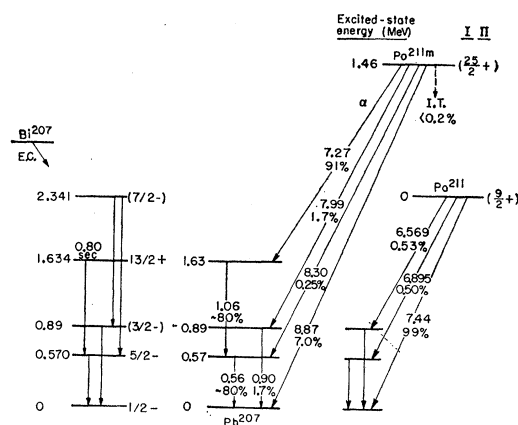 Excited-state
energy (MeV)
I II
1.46 Po211m (25/2 +)
α
I.T.
<0.2%
Bi207
E.C.
7.27
91%
Po211
0 (9/2 +)
2.341 (7/2-)
7.99
1.7%
6.569
0.53%
0.80
sec
1.634 13/2+
1.63
8.30
0.25%
6.895
0.50%
1.06
~80%
0.89 (3/2-)
0.89
8.87
7.0%
7.44
99%
0.570 5/2-
0.57
0.56
~80%
0.90
1.7%
0 1/2-
0
Pb207